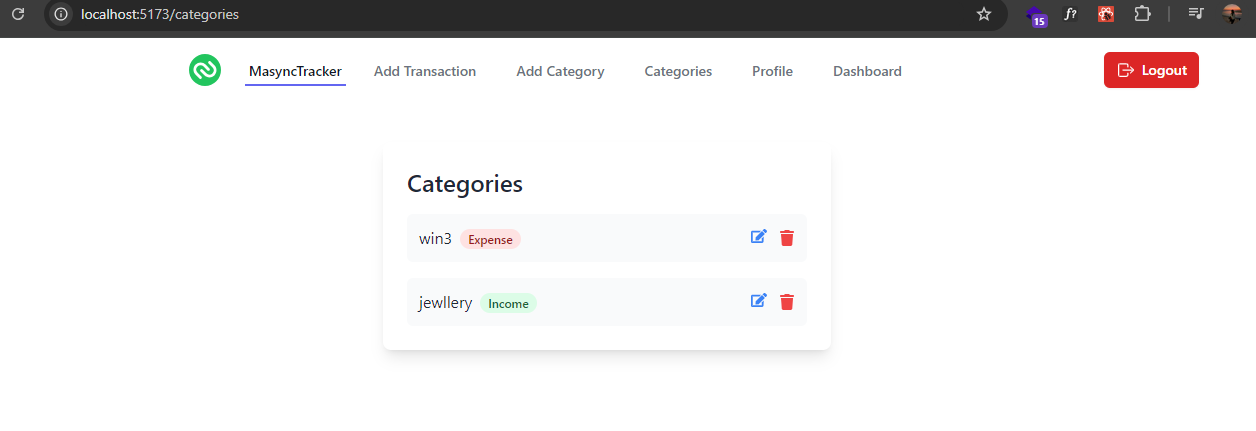 localhost:5173/categories
15
f?
MasyncTracker Add Transaction Add Category Categories Profile Dashboard Logout
Categories
win3 Expense
jewllery Income